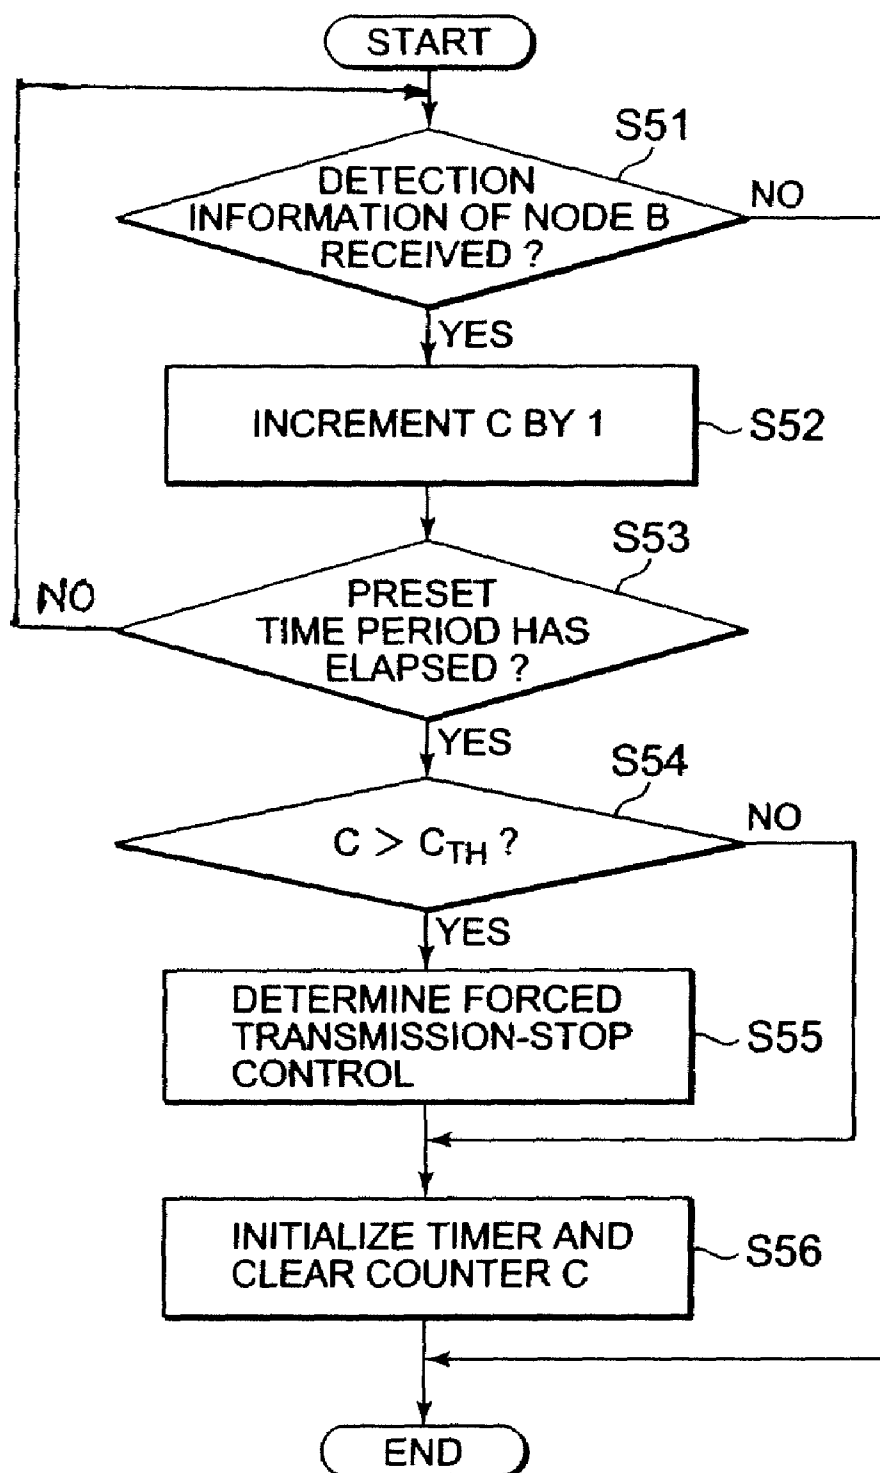 START
S51
DETECTION
INFORMATION OF NODE B
RECEIVED ?
NO
YES
INCREMENT C BY 1
S52
S53
PRESET
TIME PERIOD HAS
ELAPSED ?
NO
YES
S54
C > CTH ?
NO
YES
DETERMINE FORCED
TRANSMISSION-STOP
CONTROL
S55
INITIALIZE TIMER AND
CLEAR COUNTER C
S56
END